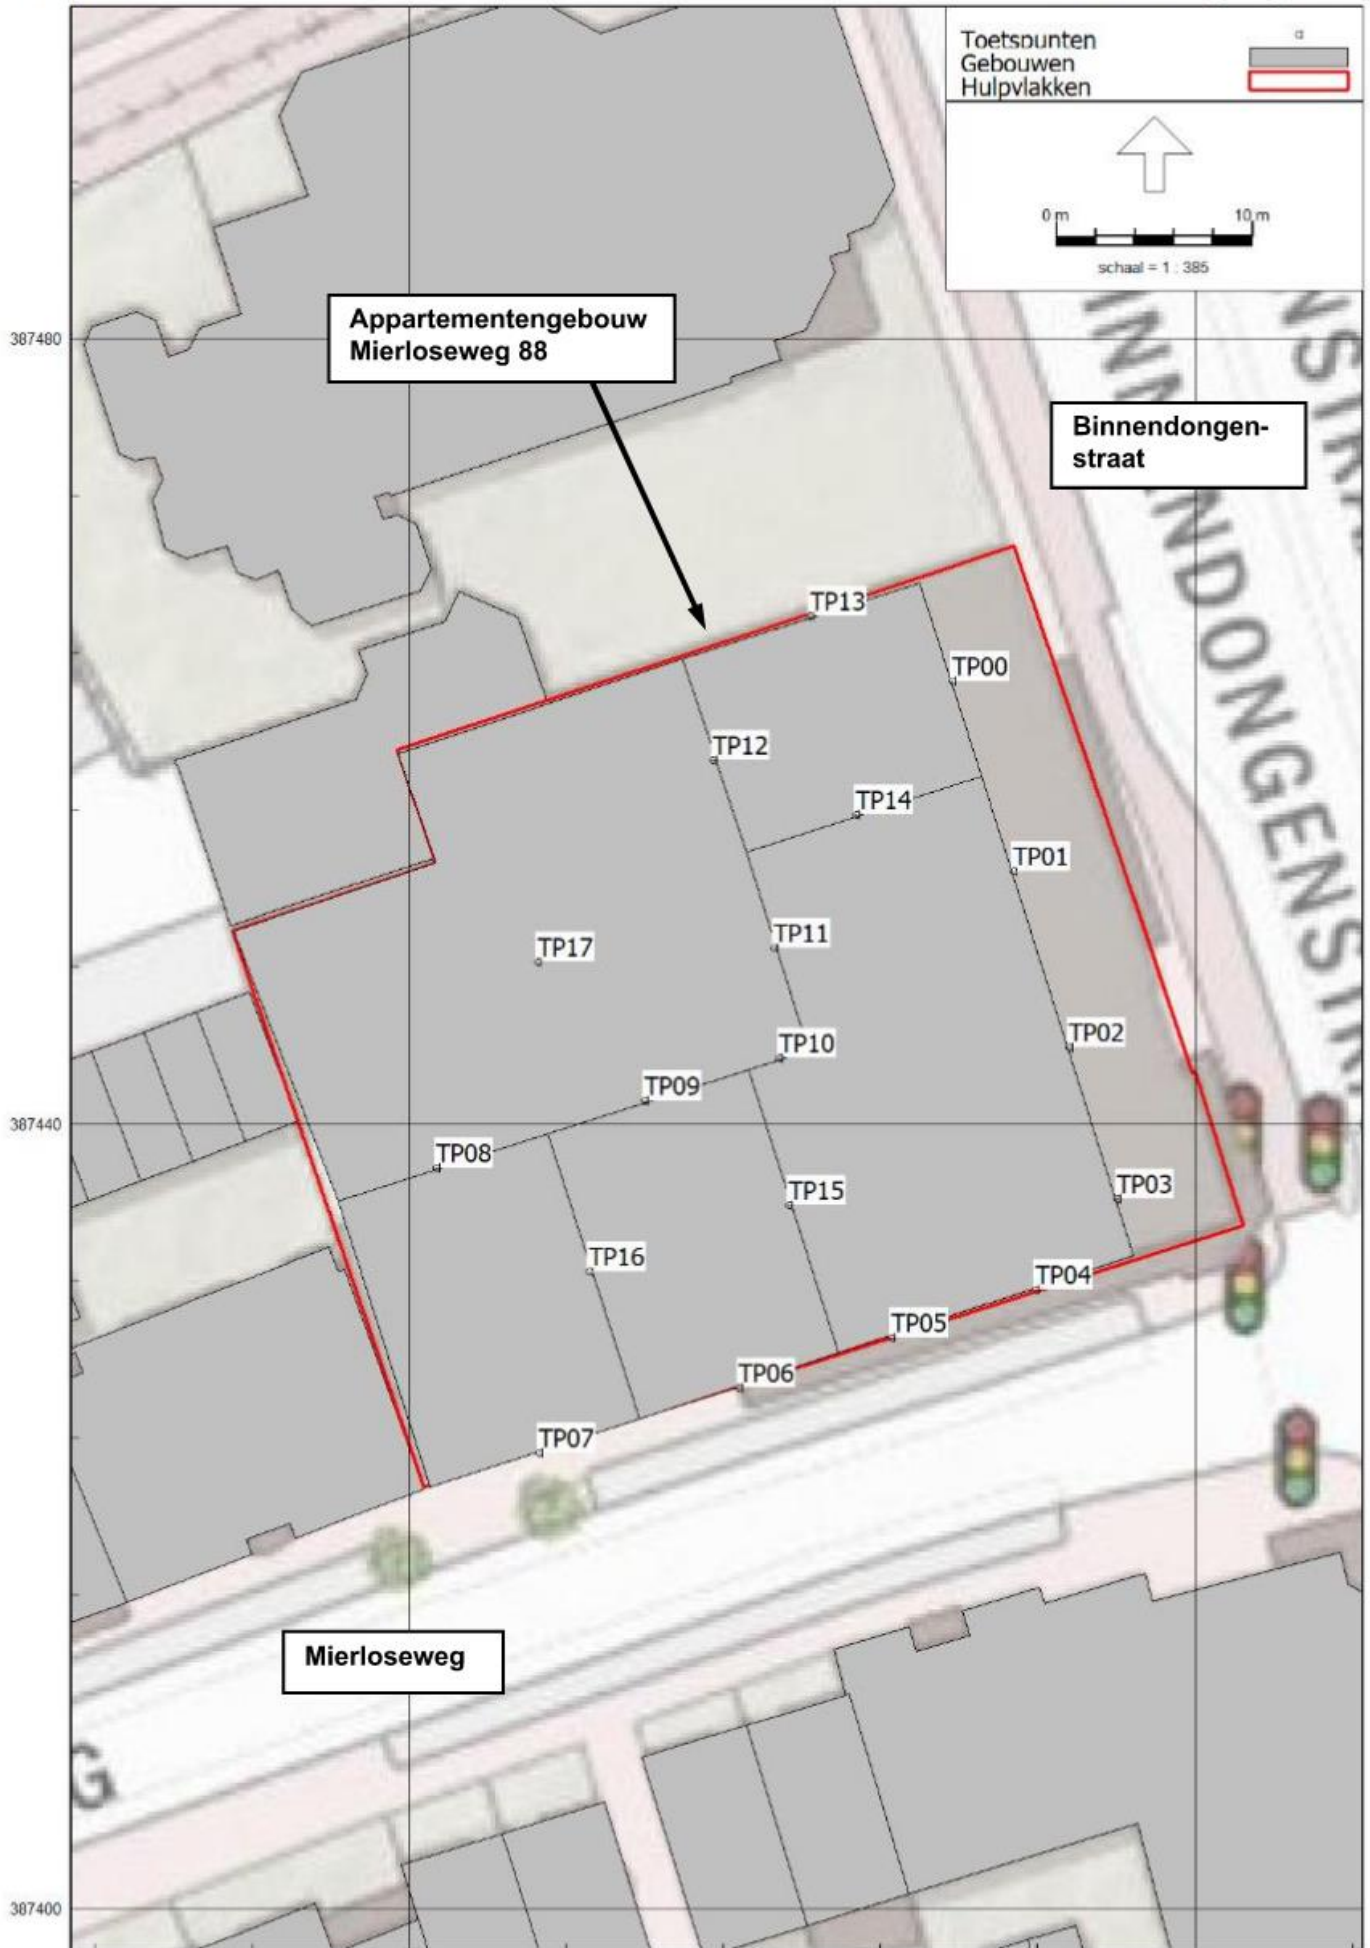 Toetspunten
Gebouwen
Hulpvlakken
0 m 10 m
schaal = 1 : 385
387480
Appartementengebouw
Mierloseweg 88
Binnendongen-
straat
TP13
TP00
TP12
TP14
TP01
TP11
TP17
TP02
TP10
TP09
387440
TP08
TP03
TP15
TP16
TP04
TP05
TP06
TP07
Mierloseweg
G
387400